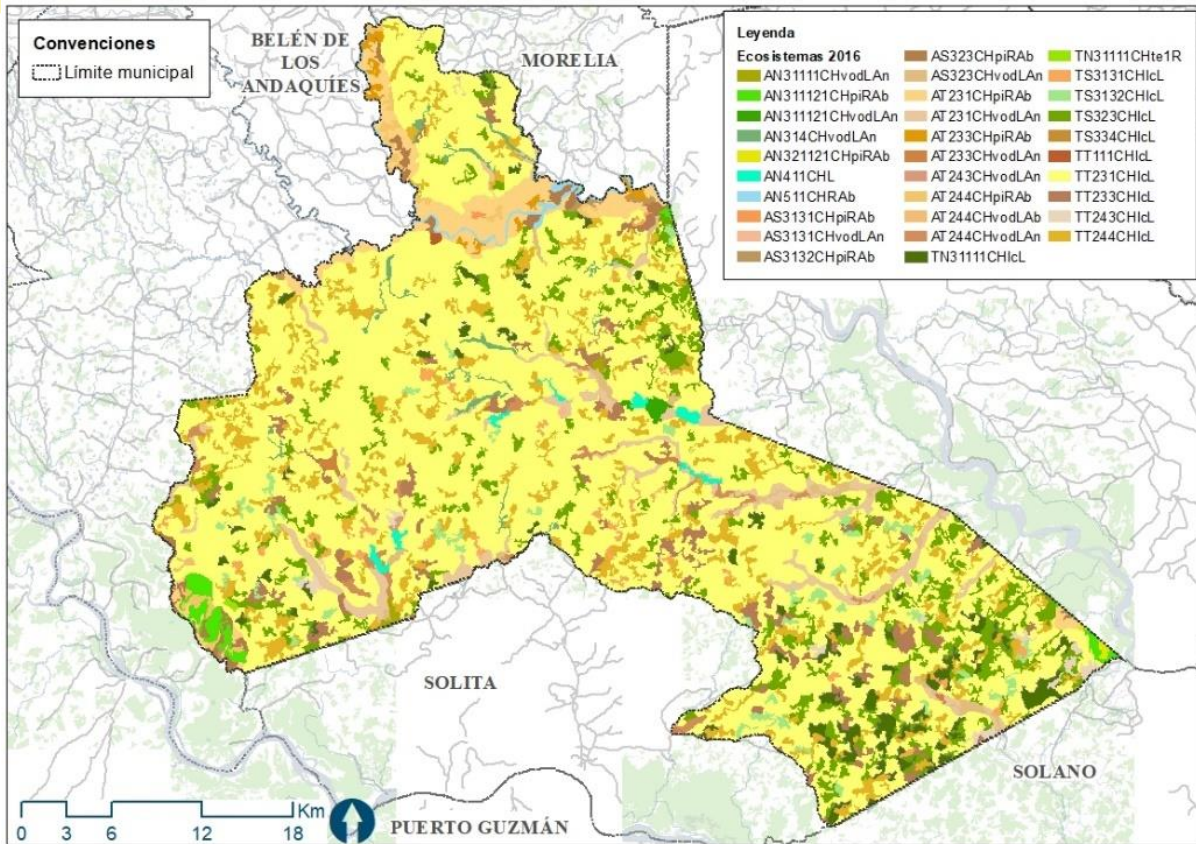 Convenciones
Límite municipal
BELÉN DE
LOS
ANDAQUÍES
MORELIA
Leyenda
Ecosistemas 2016
AN31111CHvodLAn
AN311121CHpiRAb
AN311121CHvodLAn
AN314CHvodLAn
AN321121CHpiRAb
AN411CHL
AN511CHRAb
AS3131CHpiRAb
AS3131CHvodLAn
AS3132CHpiRAb
AS323CHpiRAb
AS323CHvodLAn
AT231CHpiRAb
AT231CHvodLAn
AT233CHpiRAb
AT233CHvodLAn
AT243CHvodLAn
AT244CHpiRAb
AT244CHvodLAb
AT244CHvodLAn
TN31111CHlcL
TN31111CHte1R
TS3131CHlcL
TS3132CHlcL
TS323CHlcL
TS334CHlcL
TT111CHlcL
TT231CHlcL
TT233CHlcL
TT243CHlcL
TT244CHlcL
SOLITA
SOLANO
PUERTO GUZMÁN
Km
0 3 6 12 18